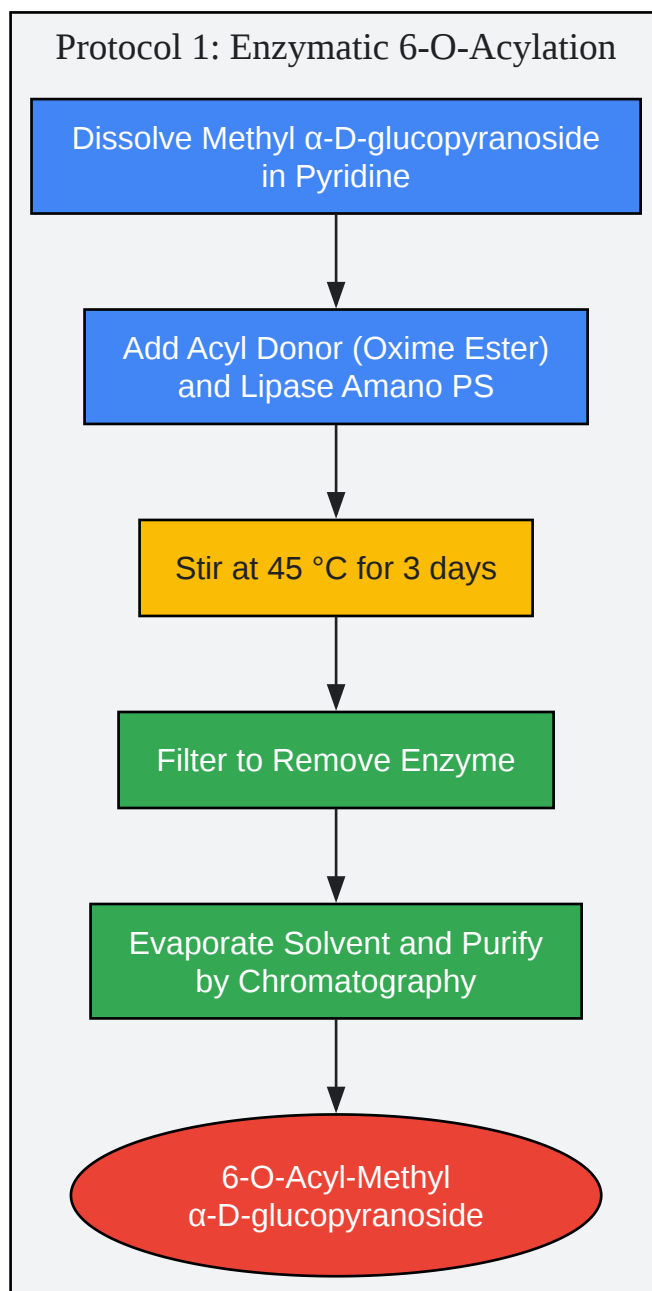 Protocol 1: Enzymatic 6-O-Acylation
Dissolve Methyl α-D-glucopyranoside
in Pyridine
Add Acyl Donor (Oxime Ester)
and Lipase Amano PS
Stir at 45 °C for 3 days
Filter to Remove Enzyme
Evaporate Solvent and Purify
by Chromatography
6-O-Acyl-Methyl
α-D-glucopyranoside